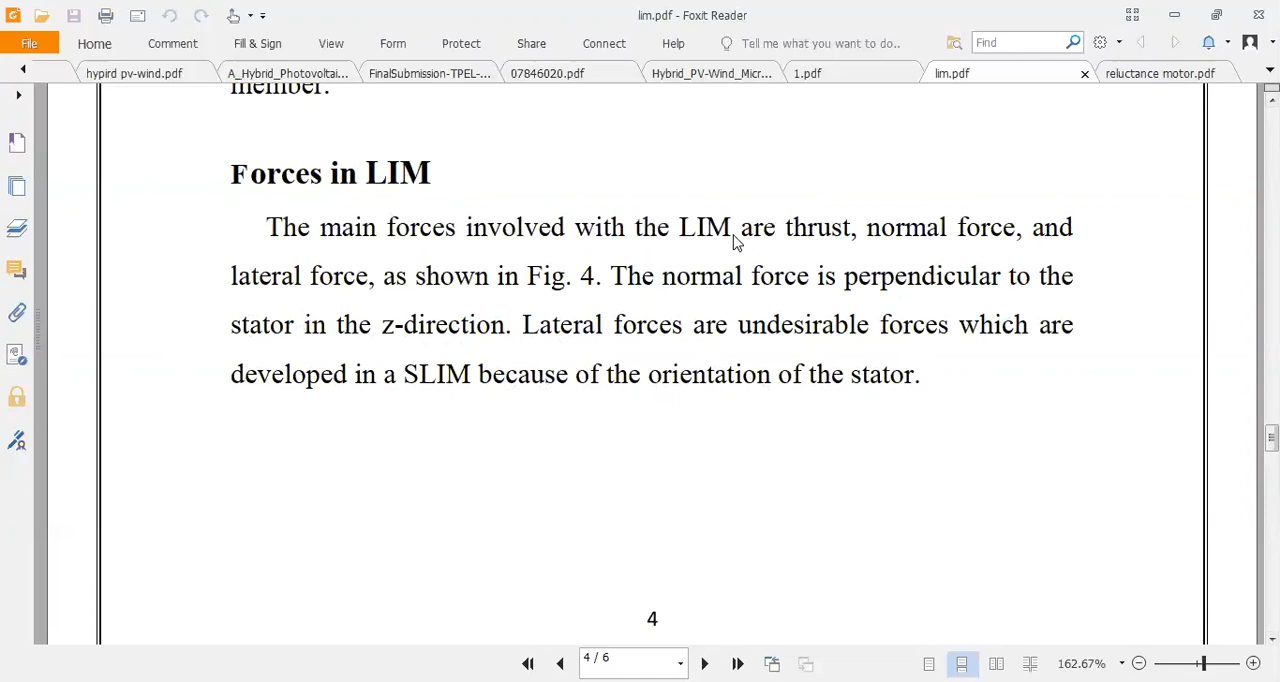 lim.pdf - Foxit Reader
File Home Comment Fill & Sign View Form Protect Share Connect Help Tell me what you want to do.. Find
hypird pv-wind.pdf A_Hybrid_Photovoltai... FinalSubmission-TPEL-... 07846020.pdf Hybrid_PV-Wind_Micr... 1.pdf lim.pdf reluctance motor.pdf
member.
Forces in LIM
The main forces involved with the LIM are thrust, normal force, and
lateral force, as shown in Fig. 4. The normal force is perpendicular to the
stator in the z-direction. Lateral forces are undesirable forces which are
developed in a SLIM because of the orientation of the stator.
4
4 / 6 162.67%